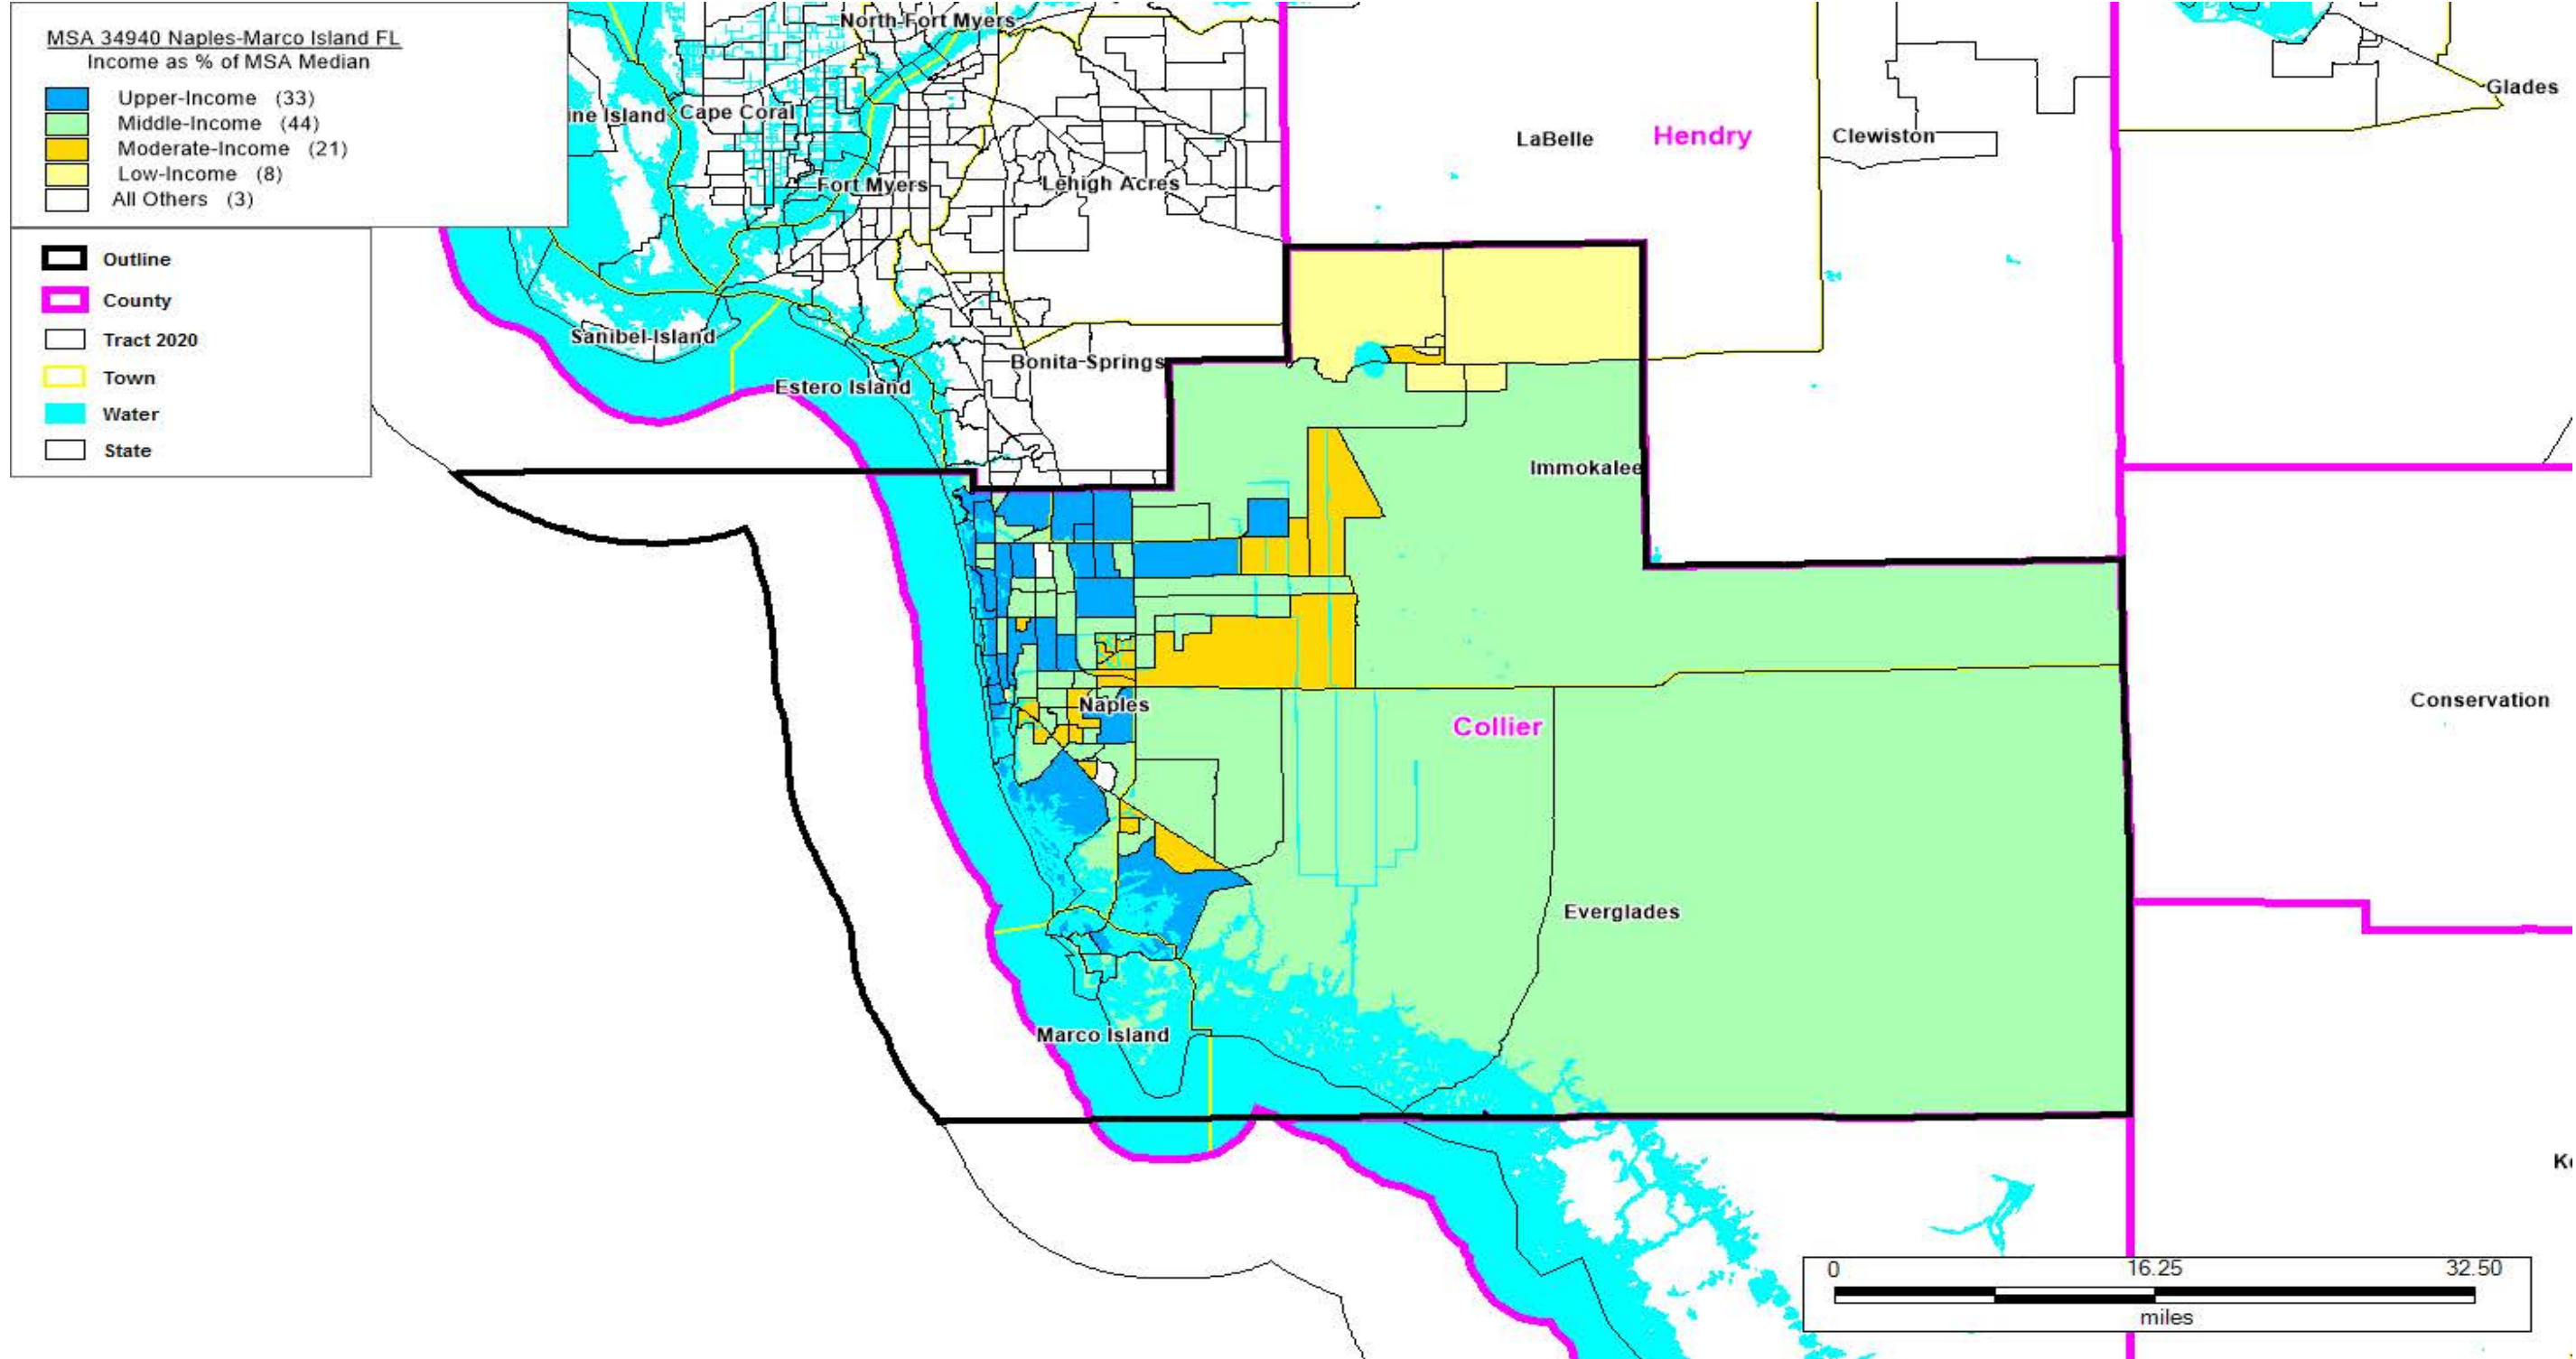 MSA 34940 Naples-Marco Island FL
Income as % of MSA Median
Upper-Income (33)
Middle-Income (44)
Moderate-Income (21)
Low-Income (8)
All Others (3)
Outline
County
Tract 2020
Town
Water
State
North-Fort Myers
ine Island
Cape Coral
Fort Myers
Lehigh Acres
LaBelle
Hendry
Clewiston
Glades
Sanibel-Island
Estero Island
Bonita-Springs
Immokalee
Naples
Collier
Conservation
Everglades
Marco Island
0 16.25 32.50
miles